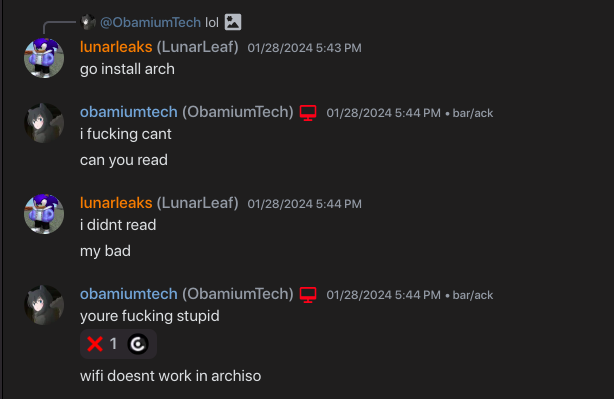 @ObamiumTech lol
lunarleaks (LunarLeaf) 01/28/2024 5:43 PM
go install arch
obamiumtech (ObamiumTech) 01/28/2024 5:44 PM • bar/ack
i fucking cant
can you read
lunarleaks (LunarLeaf) 01/28/2024 5:44 PM
i didnt read
my bad
obamiumtech (ObamiumTech) 01/28/2024 5:44 PM • bar/ack
youre fucking stupid
1
wifi doesnt work in archiso